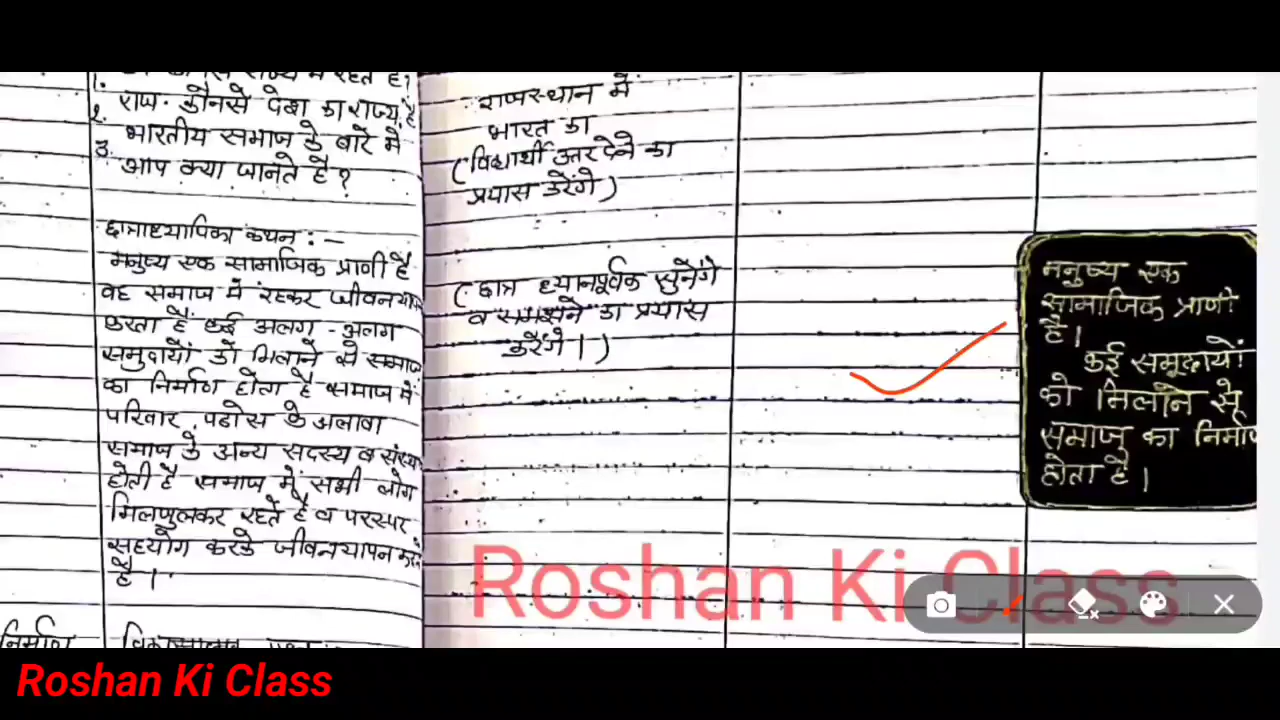 1.
2. राज. कौनसे देश का राज्य है
3. भारतीय समाज के बारे में
आप क्या जानते है?
छात्राध्यापिका कथन :-
मनुष्य एक सामाजिक प्राणी है
वह समाज में रहकर जीवनयाप
करता है कई अलग - अलग
समुदायों को मिलाने से समाज
का निर्माण होता है समाज में
परिवार, पडोस के अलावा
समाज के अन्य सदस्य व संस्था
होती है समाज में सभी लोग
मिलजुलकर रहते है व परस्पर
सहयोग करके जीवनयापन करते
है।
निर्माण
राजस्थान में
भारत का
(विद्यार्थी उत्तर देने का
प्रयास करेंगे)
(छात्र ध्यानपूर्वक सुनेंगे
व समझने का प्रयास
करेंगे।)
मनुष्य एक
सामाजिक प्राणी
है।
कई समूदायों
को मिलाने से
समाज का निर्माण
होता है।
Roshan Ki Class
Roshan Ki Class